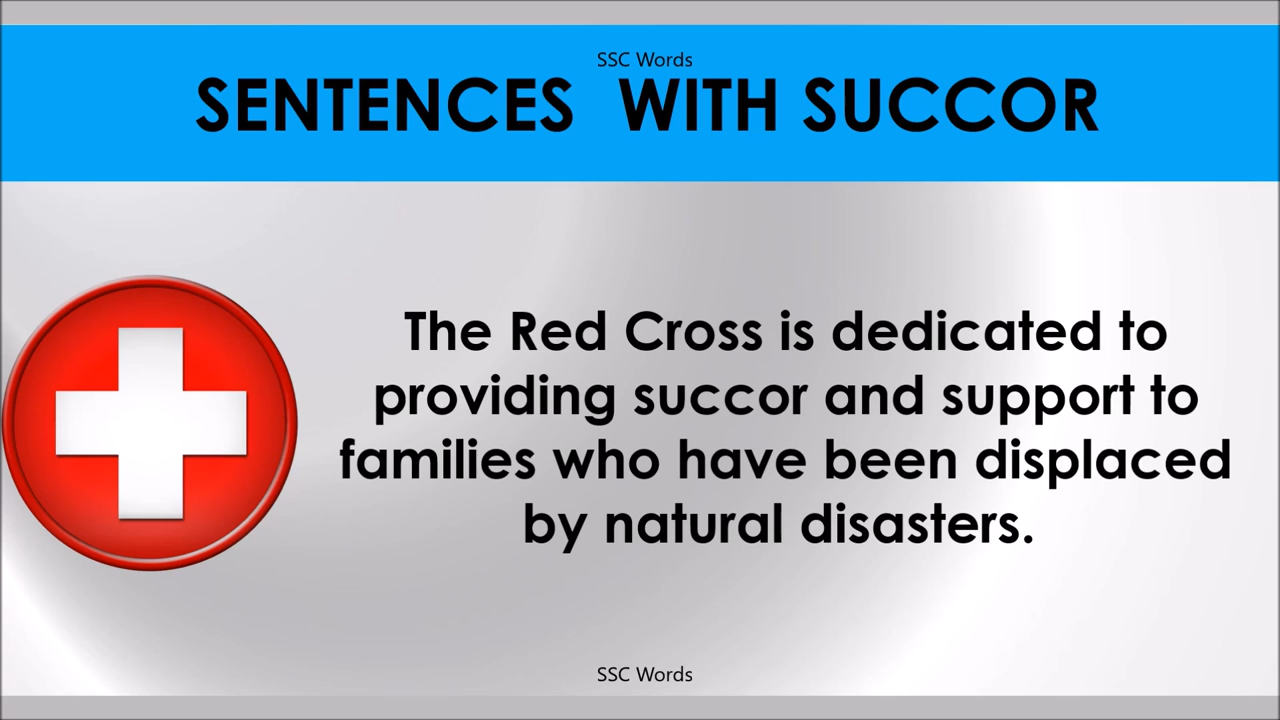 SSC Words
SENTENCES  WITH SUCCOR
The Red Cross is dedicated to
providing succor and support to
families who have been displaced
by natural disasters.
SSC Words